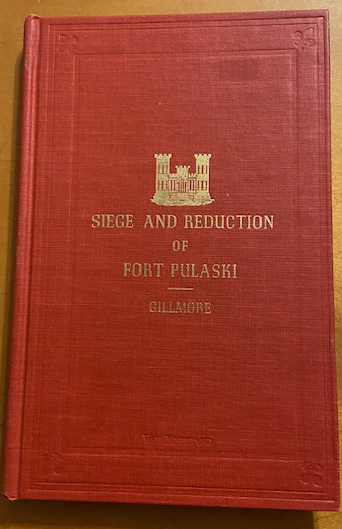 SIEGE AND REDUCTION
OF
FORT PULASKI
GILLMORE